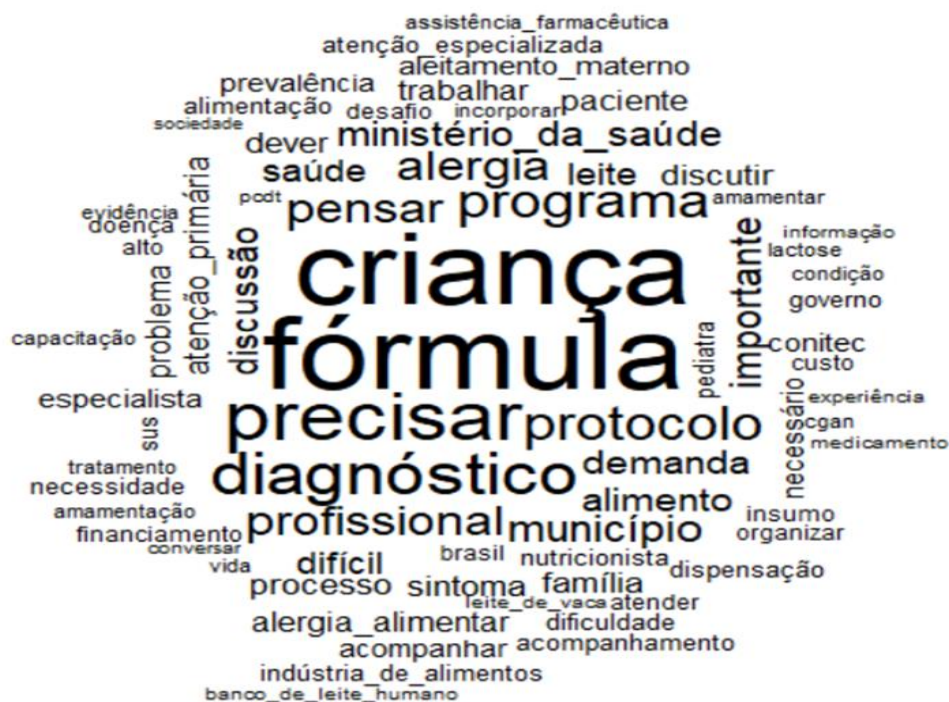 assistência_farmacêutica
atenção_especializada
aleitamento_materno
prevalência trabalhar
alimentação desafio incorporar paciente
sociedade
dever ministério_da_saúde
saúde alergia leite discutir
pcdt pensar programa amamentar
evidência
doença
alto
atenção_primária
problema
discussão
criança
importante
informação
lactose
condição
governo
fórmula
pediatra
capacitação
conitec
custo
especialista
precisar protocolo
necessário
experiência
cgan
medicamento
sus
tratamento
necessidade
diagnóstico demanda
alimento
amamentação
financiamento
profissional município
insumo
organizar
conversar
vida difícil brasil nutricionista dispensação
processo sintoma família
leite_de_vaca atender
alergia_alimentar dificuldade
acompanhar acompanhamento
indústria_de_alimentos
banco_de_leite_humano